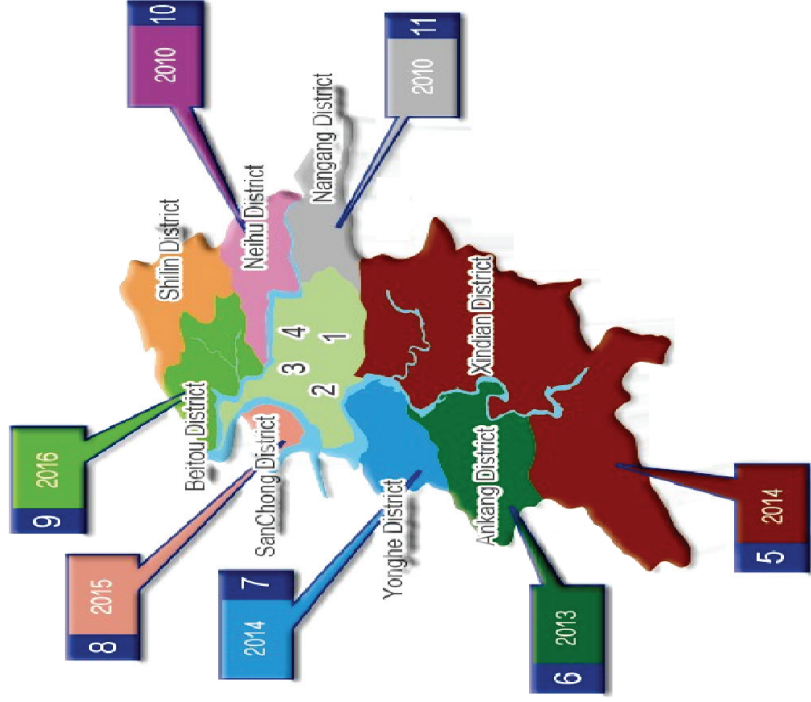 10
2010
11
2010
Shilin District
Neihu District
Nangang District
9
2016
Beitou District
4
3
1
2
8
2015
SanChong District
Xindian District
7
2014
Yonghe District
Ankang District
6
2013
5
2014